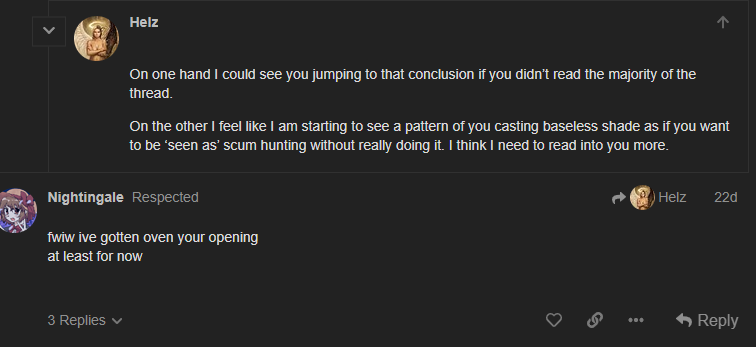 Helz
On one hand I could see you jumping to that conclusion if you didn't read the majority of the
thread.
On the other I feel like I am starting to see a pattern of you casting baseless shade as if you want
to be ‘seen as’ scum hunting without really doing it. I think I need to read into you more.
Nightingale Respected Helz 22d
fwiw ive gotten oven your opening
at least for now
3 Replies Reply